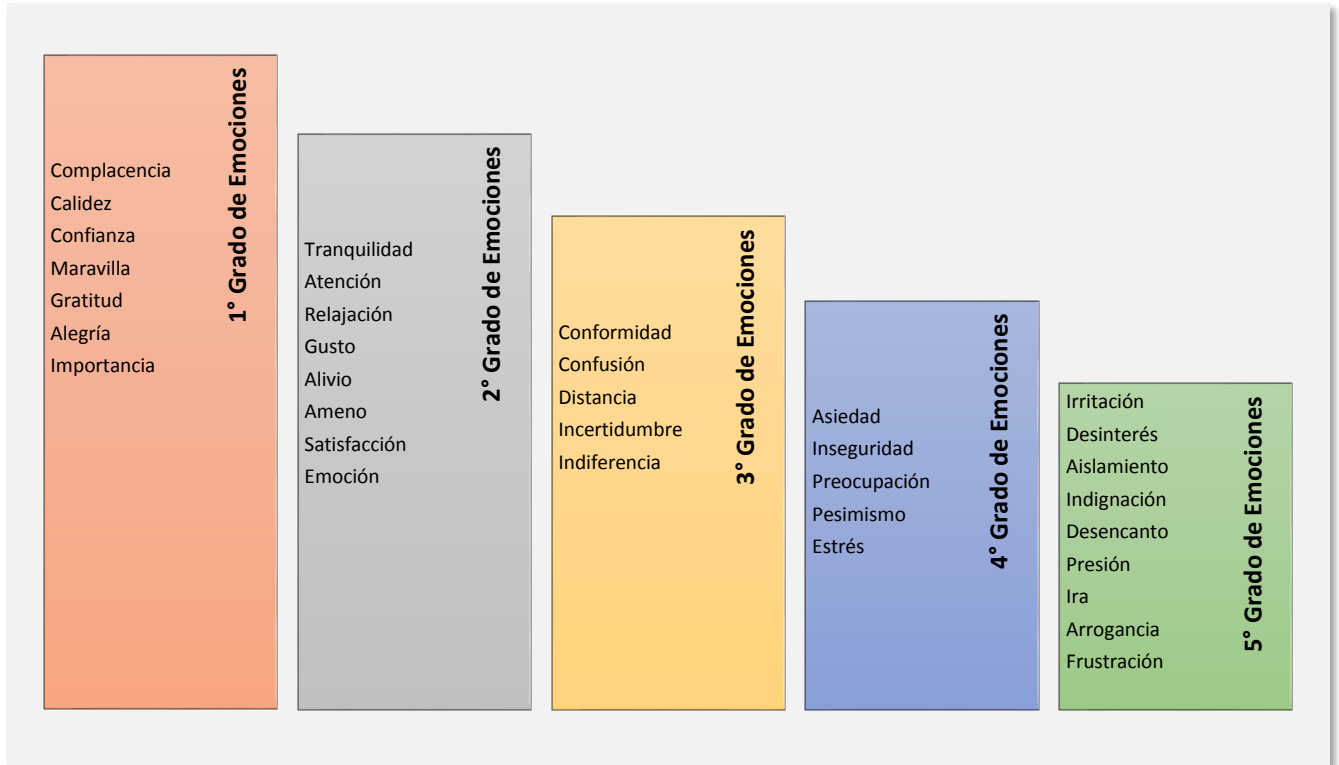 1° Grado de Emociones
Complacencia
Calidez
Confianza
Maravilla
Gratitud
Alegría
Importancia
2° Grado de Emociones
Tranquilidad
Atención
Relajación
Gusto
Alivio
Ameno
Satisfacción
Emoción
3° Grado de Emociones
Conformidad
Confusión
Distancia
Incertidumbre
Indiferencia
4° Grado de Emociones
Asiedad
Inseguridad
Preocupación
Pesimismo
Estrés
5° Grado de Emociones
Irritación
Desinterés
Aislamiento
Indignación
Desencanto
Presión
Ira
Arrogancia
Frustración